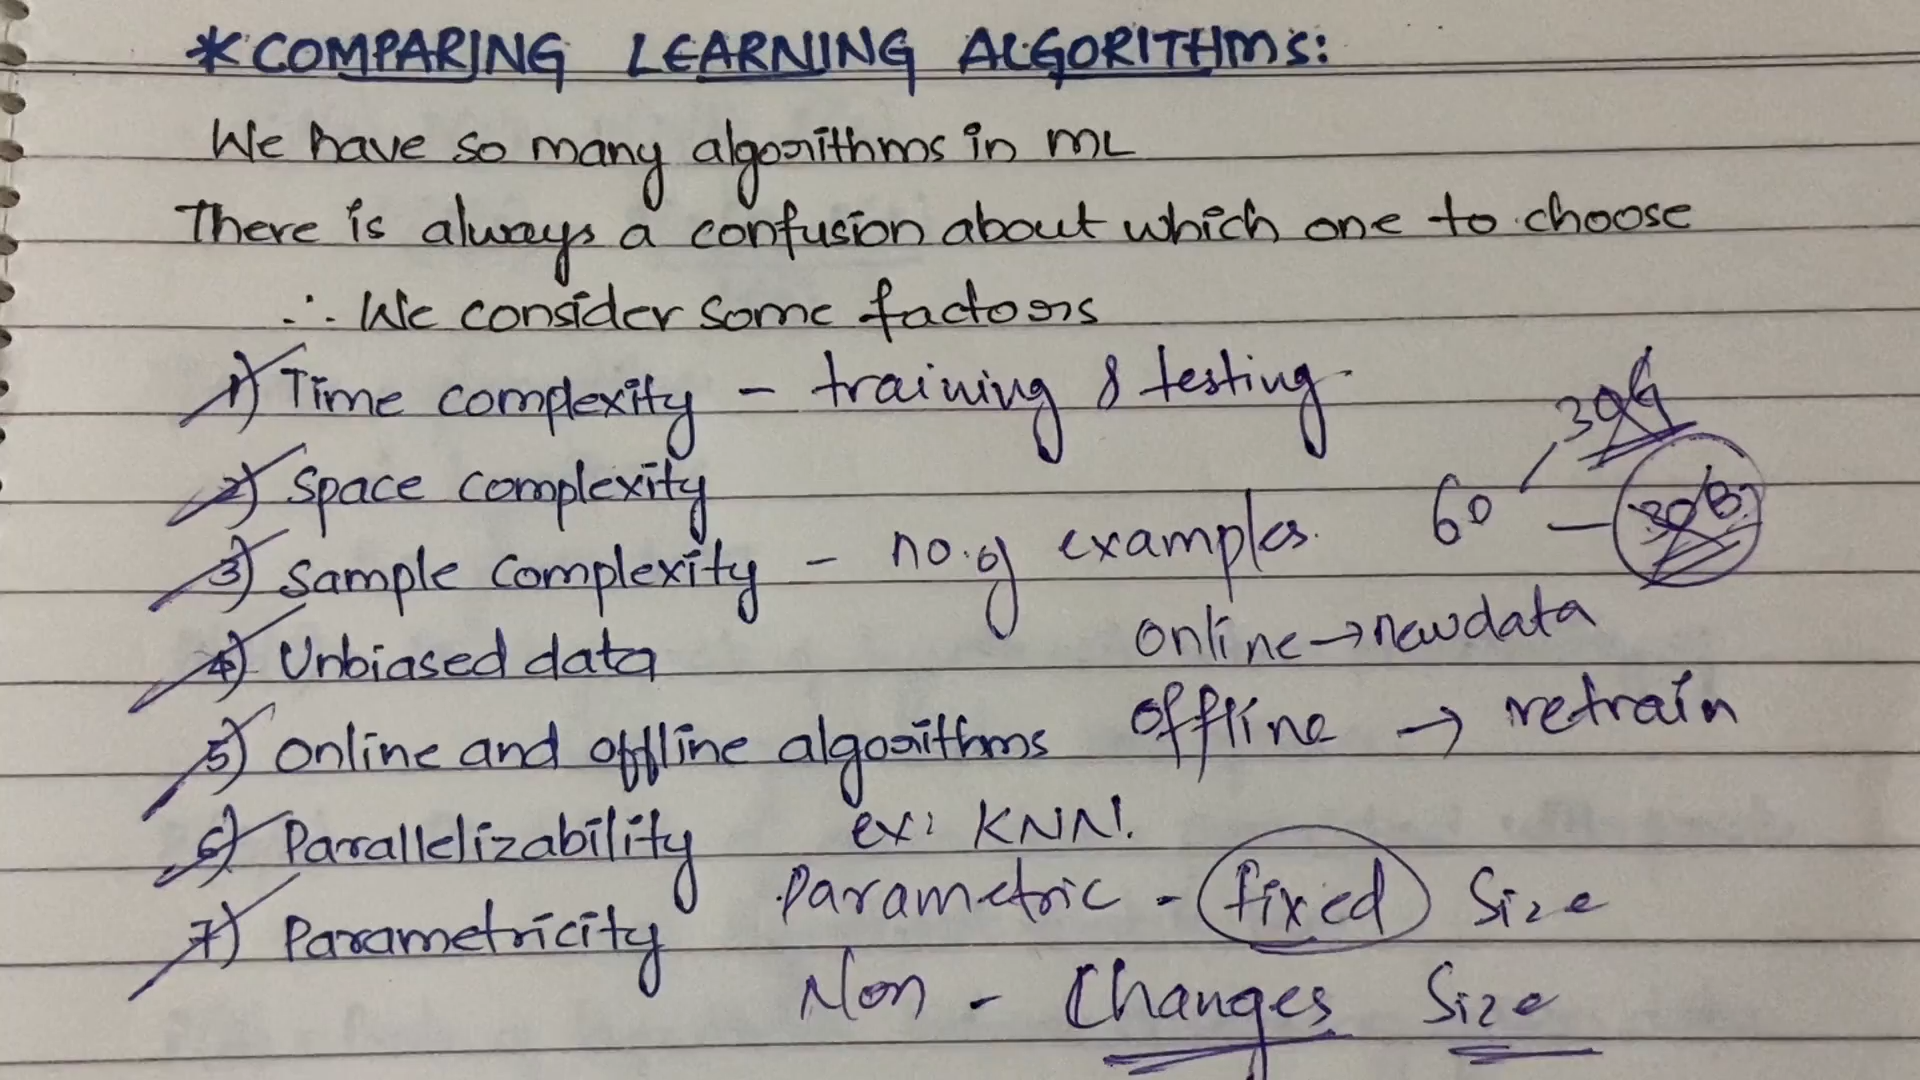 *COMPARING LEARNING ALGORITHMS:
We have so many algorithms in ML
There is always a confusion about which one to choose
∴ We consider some factors
1) Time complexity - training & testing
2) Space complexity
60 - 30G
- 30B
3) Sample complexity - no. of examples.
4) Unbiased data
online → new data
5) online and offline algorithms
offline → retrain
6) Parallelizability ex: KNN.
7) Parametricity
Parametric - fixed size
Non - Changes Size